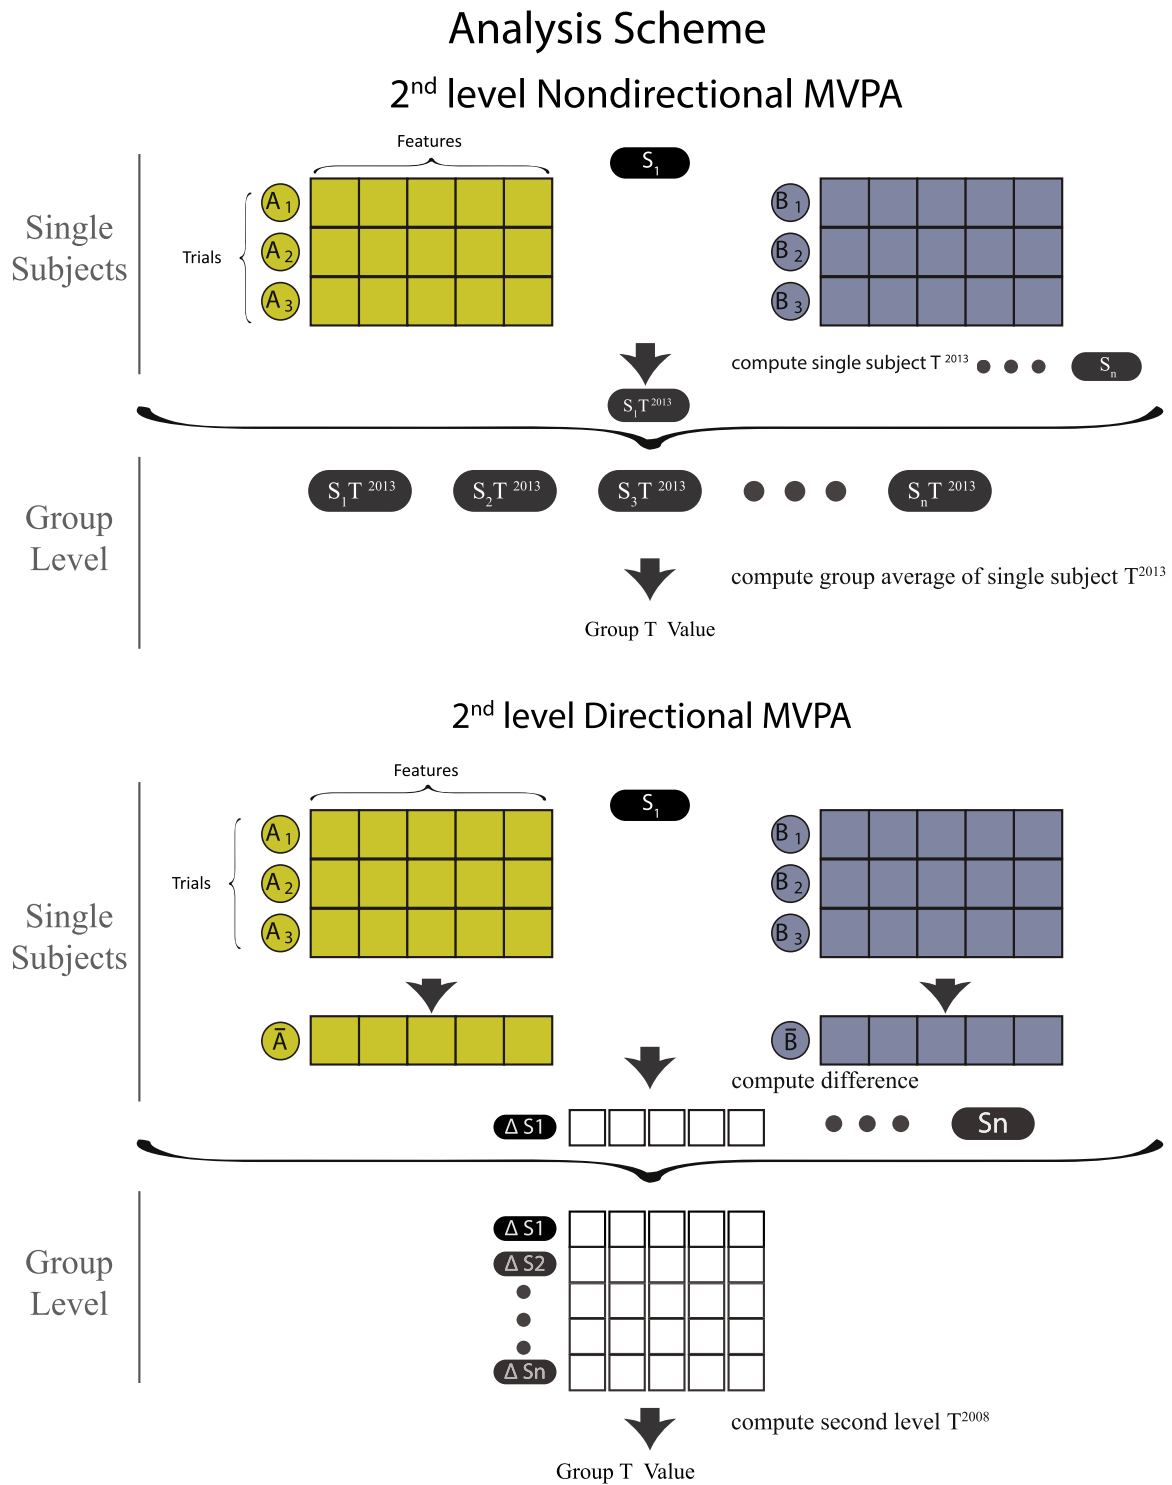 Analysis Scheme
2nd level Nondirectional MVPA
Features
S1
Single
Subjects
Trials
A1
A2
A3
B1
B2
B3
compute single subject T 2013
Sn
S1T 2013
Group
Level
S1T 2013 S2T 2013 S3T 2013 SnT 2013
compute group average of single subject T2013
Group T Value
2nd level Directional MVPA
Features
S1
Single
Subjects
Trials
A1
A2
A3
B1
B2
B3
Ā
B̄
compute difference
Δ S1
Sn
Group
Level
Δ S1
Δ S2
Δ Sn
compute second level T2008
Group T Value